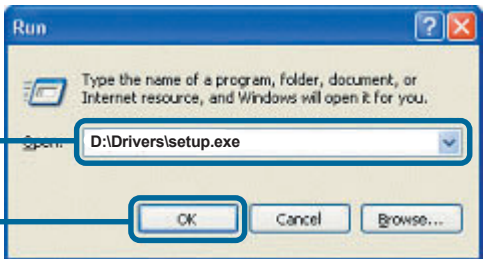 Run
Type the name of a program, folder, document, or
Internet resource, and Windows will open it for you.
Open: D:\Drivers\setup.exe
OK Cancel Browse...